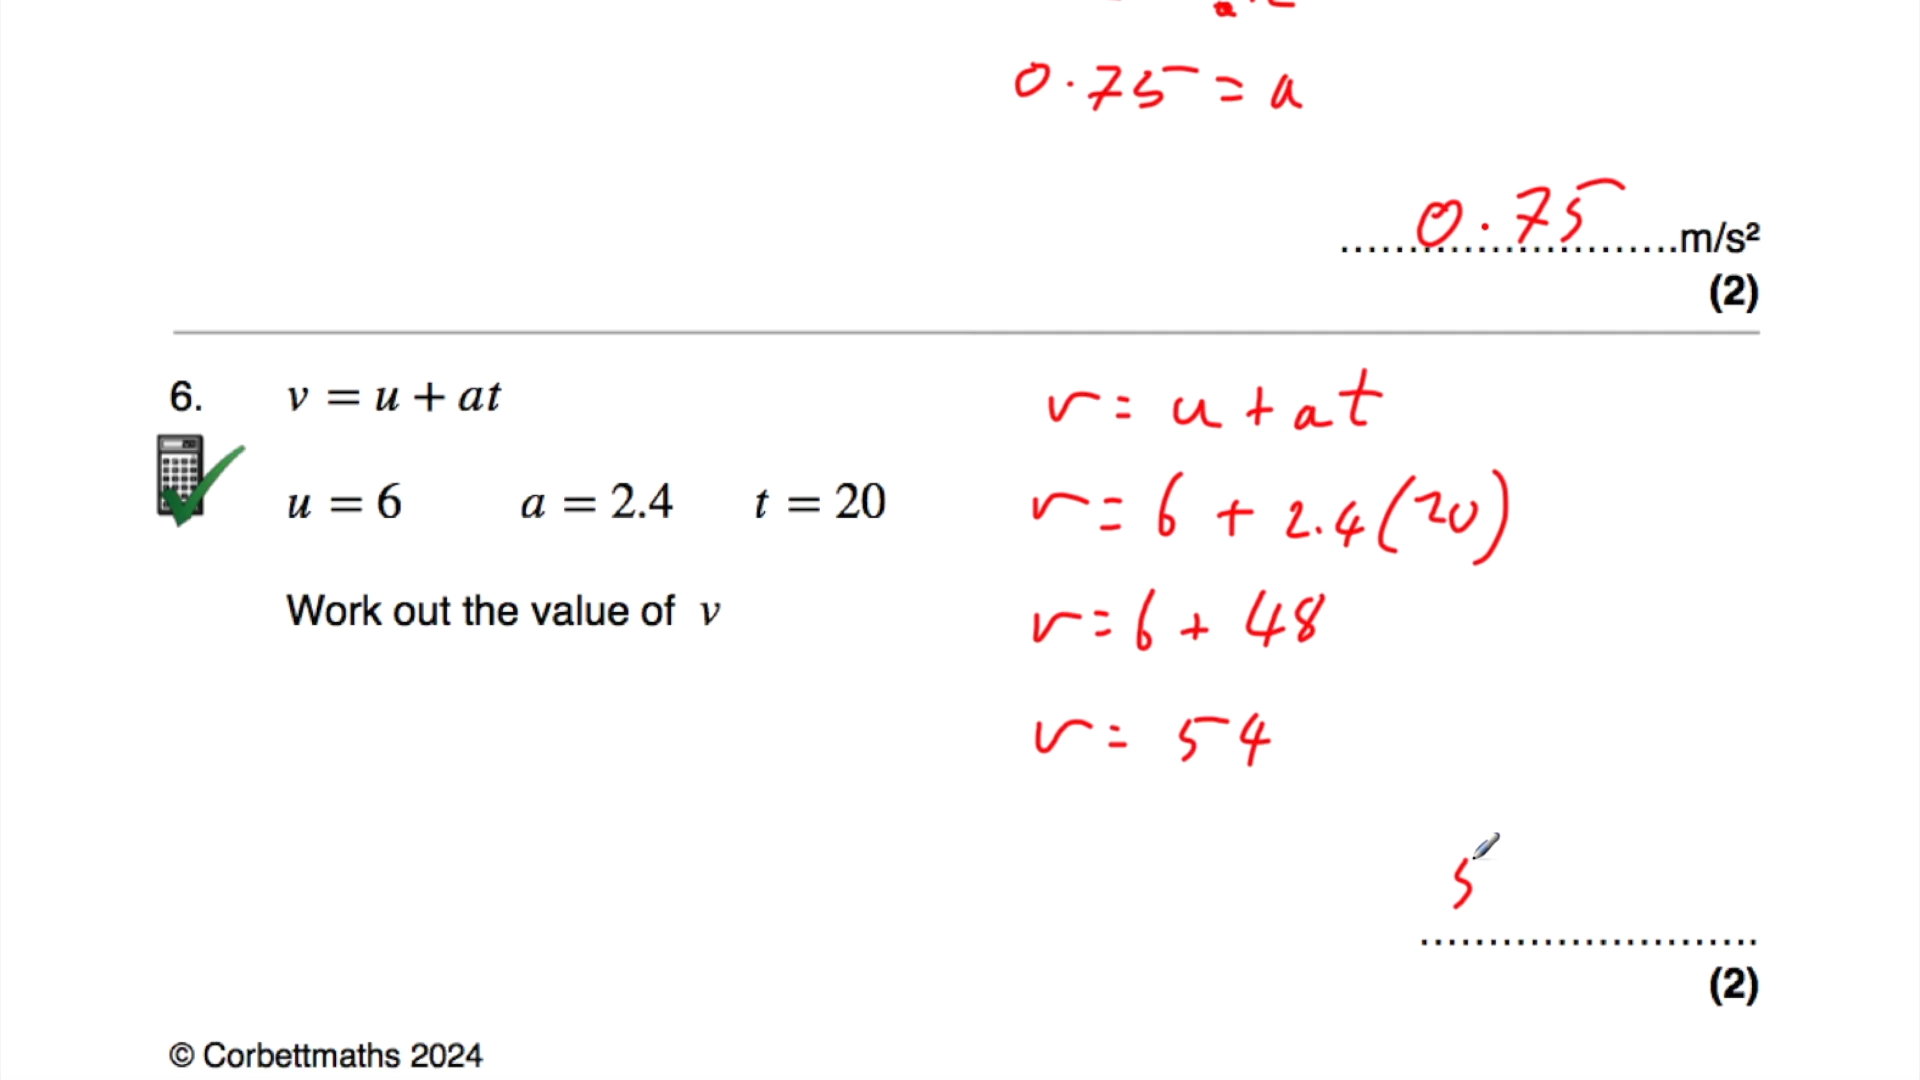 0.75 = a
0.75 m/s²
(2)
6. v = u + at
v = u + at
u = 6 a = 2.4 t = 20
v = 6 + 2.4(20)
Work out the value of v
v = 6 + 48
v = 54
5
(2)
© Corbettmaths 2024